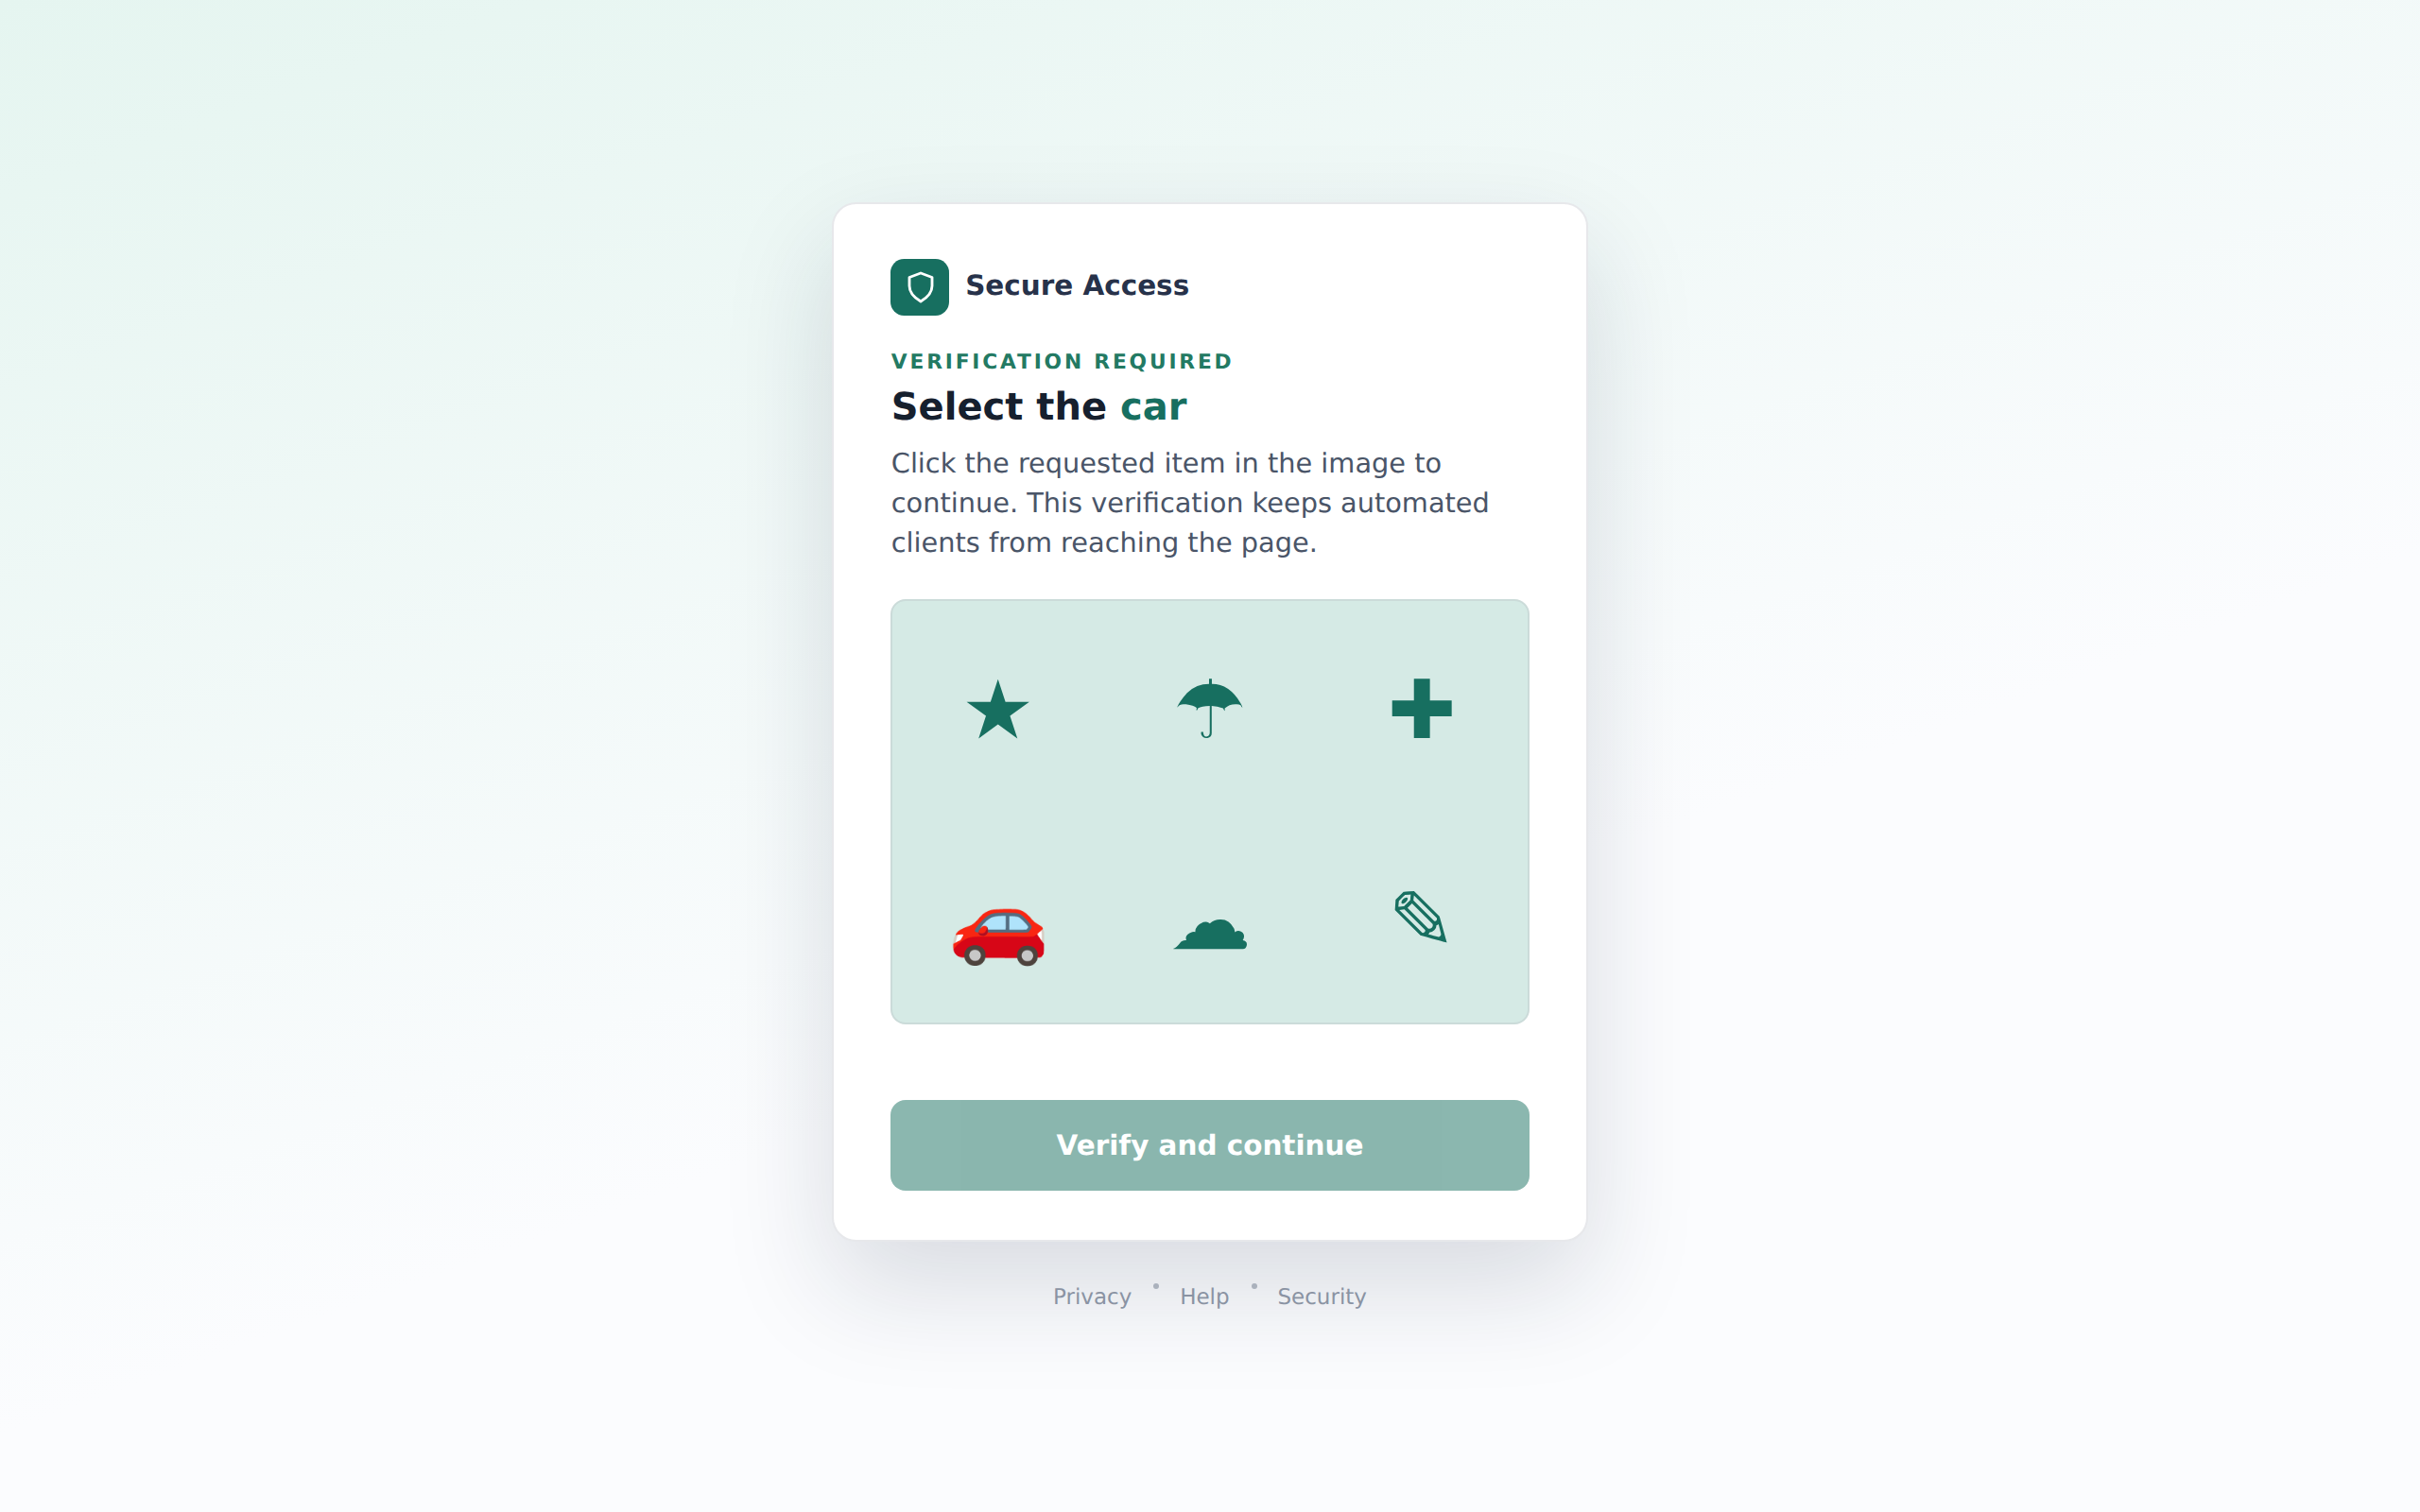 Secure Access
VERIFICATION REQUIRED
Select the car
Click the requested item in the image to
continue. This verification keeps automated
clients from reaching the page.
Verify and continue
Privacy • Help • Security